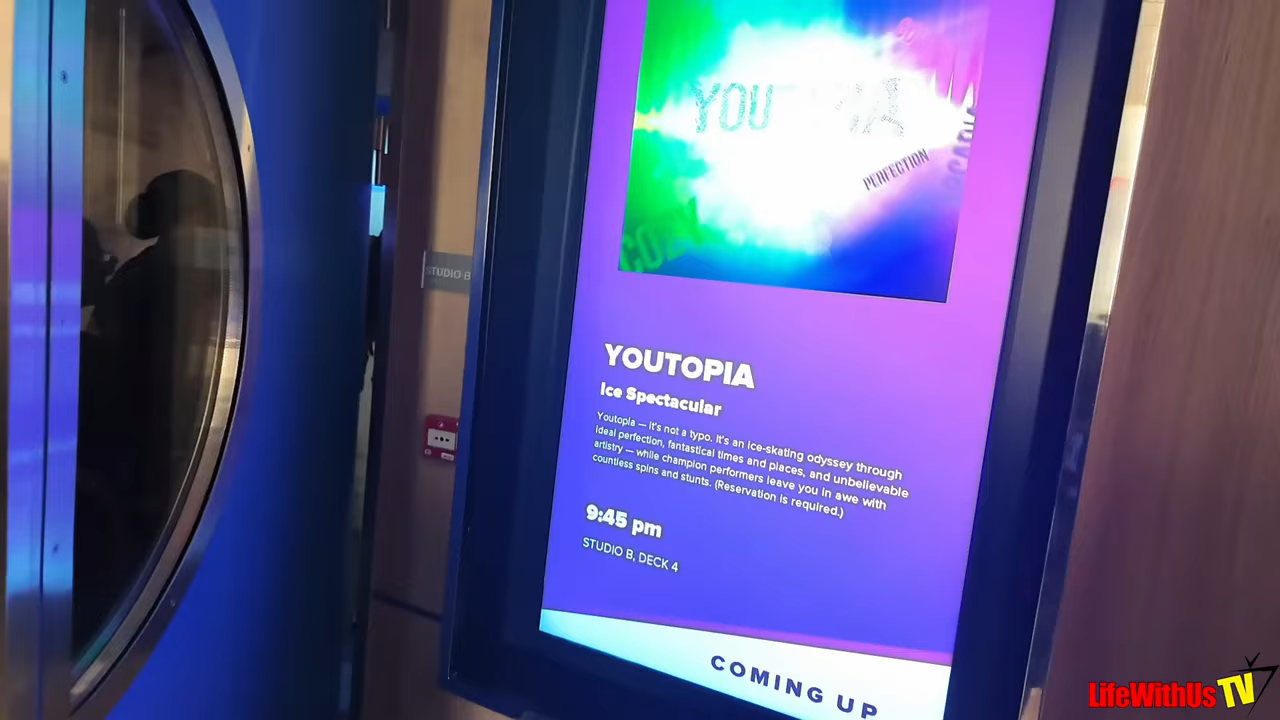 YOU
PERFECTION
COZY
STUDIO B
YOUTOPIA
Ice Spectacular
Youtopia — it's not a typo. It's an ice-skating odyssey through
ideal perfection, fantastical times and places, and unbelievable
artistry — while champion performers leave you in awe with
countless spins and stunts. (Reservation is required.)
9:45 pm
STUDIO B, DECK 4
COMING UP
LifeWithUs TV